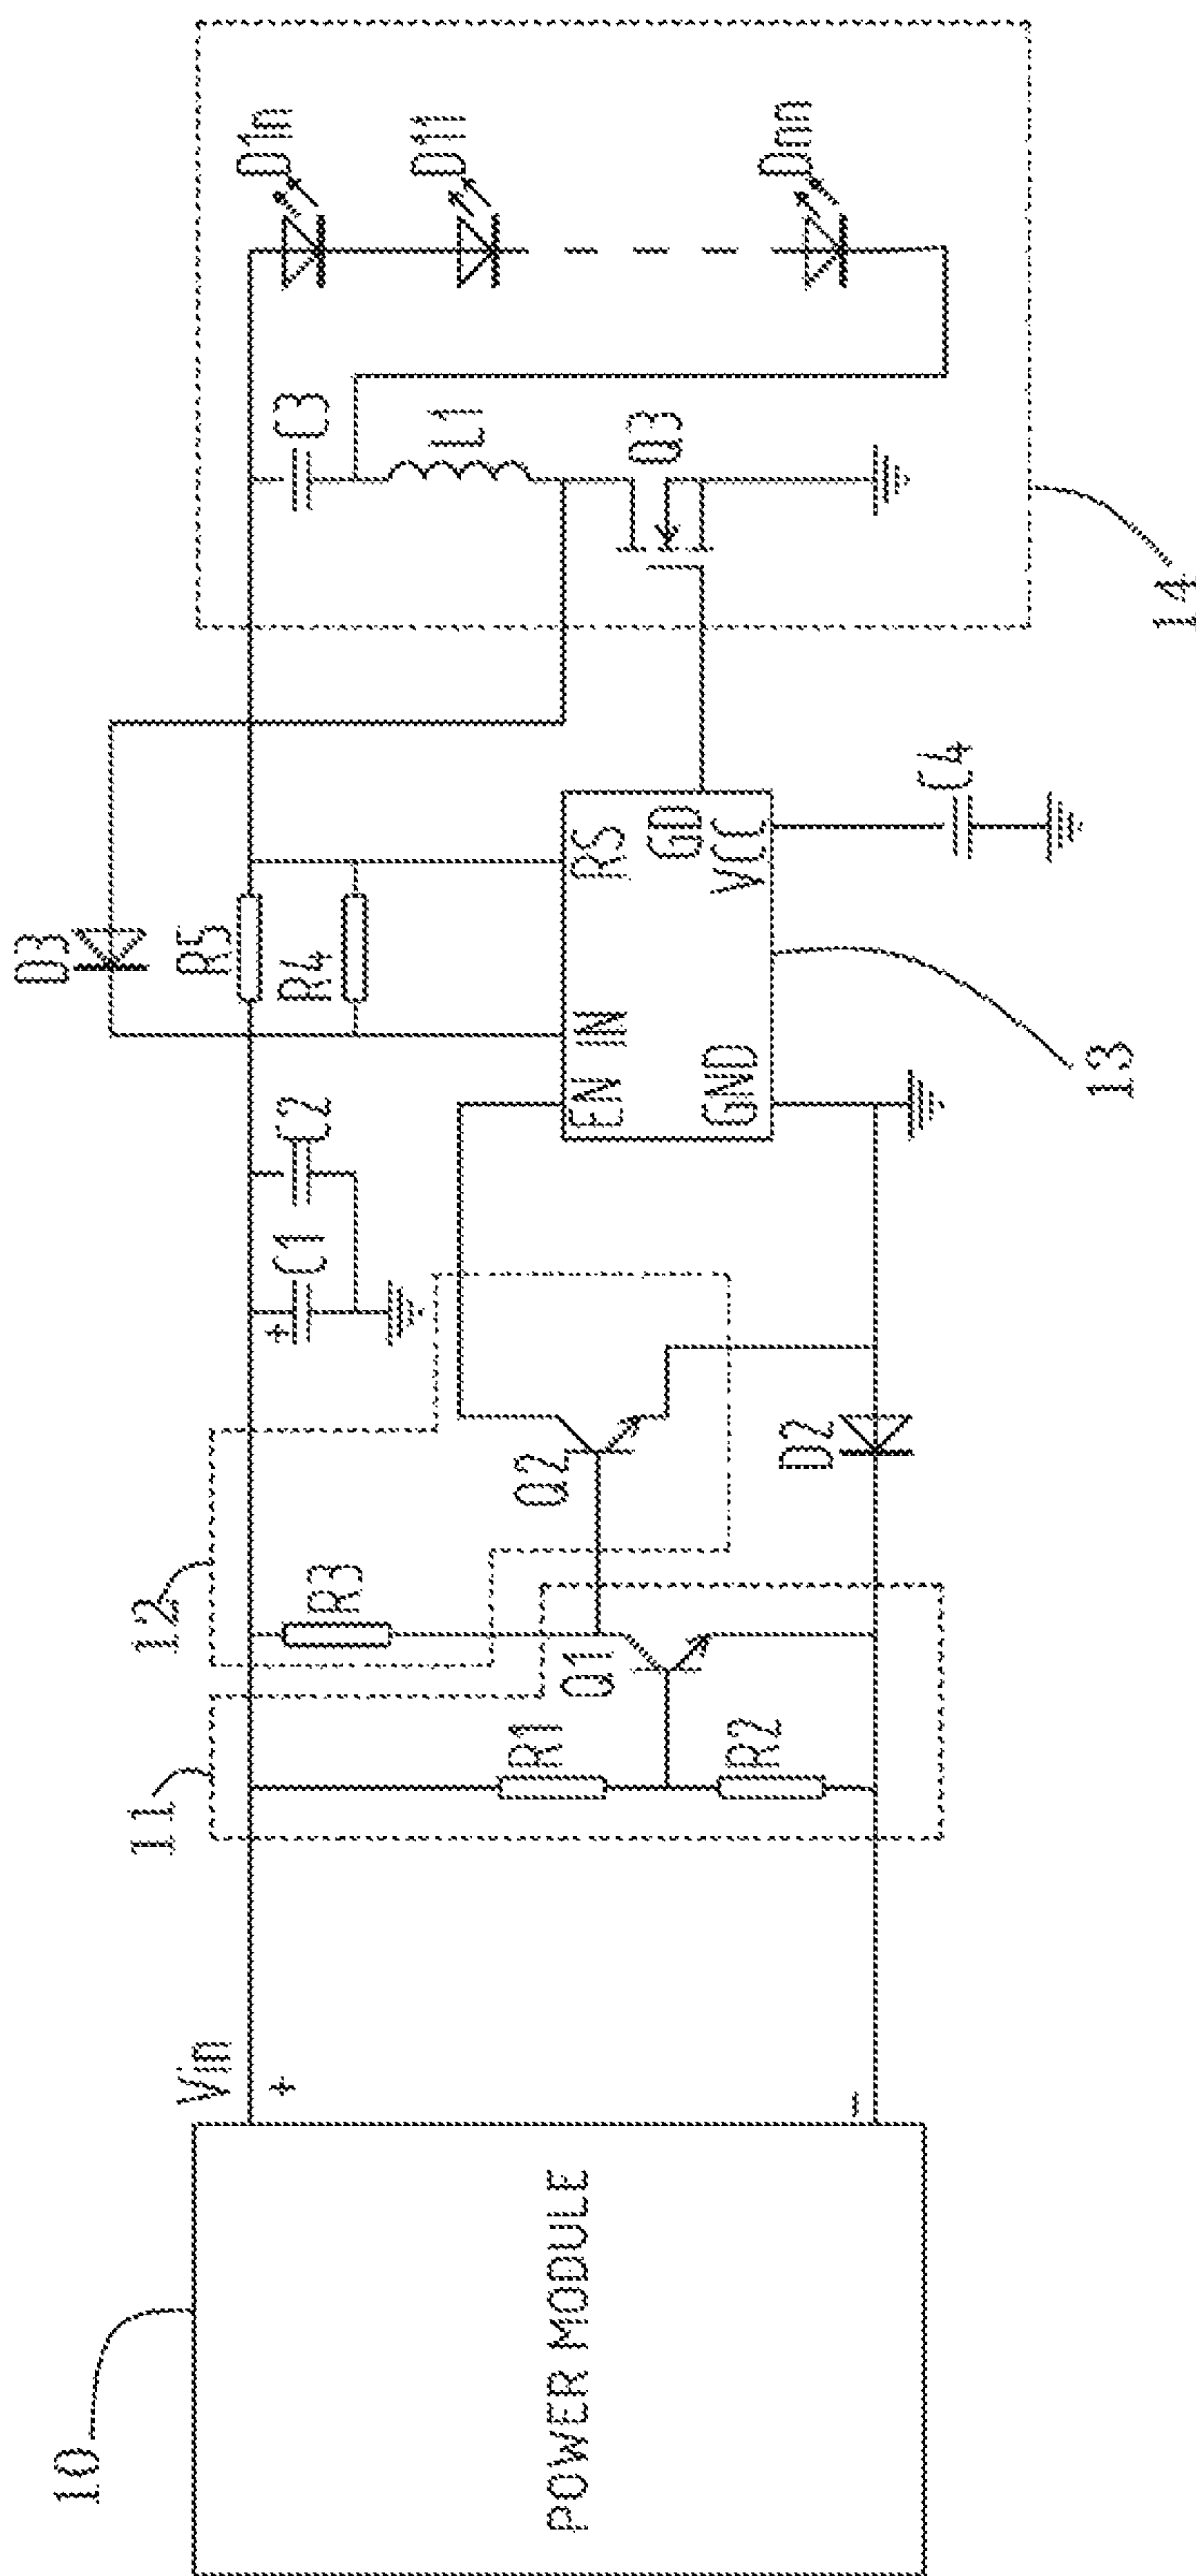 10
POWER MODULE
Vin
+
-
11
R1
R2
Q1
12
R3
Q2
D2
+
C1
C2
D3
R5
R4
EN
IN
RS
GND
GD
VCC
13
C4
C3
L1
Q3
D1n
D11
Dnn
14